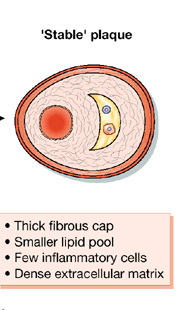 'Stable' plaque
• Thick fibrous cap
• Smaller lipid pool
• Few inflammatory cells
• Dense extracellular matrix